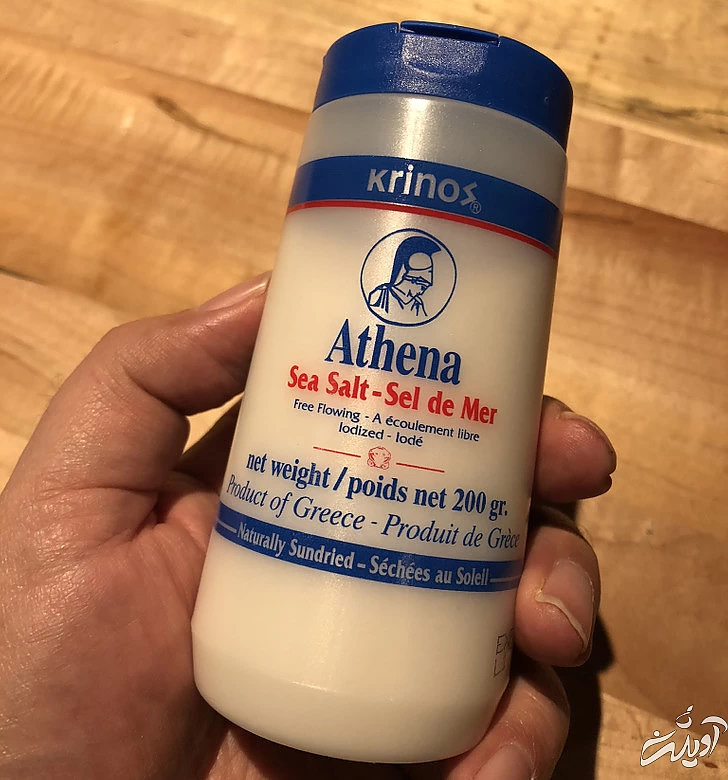 Krinos®
Athena
Sea Salt - Sel de Mer
Free Flowing - A écoulement libre
Iodized - Iodé
net weight / poids net 200 gr.
Product of Greece - Produit de Grèce
Naturally Sundried - Séchées au Soleil